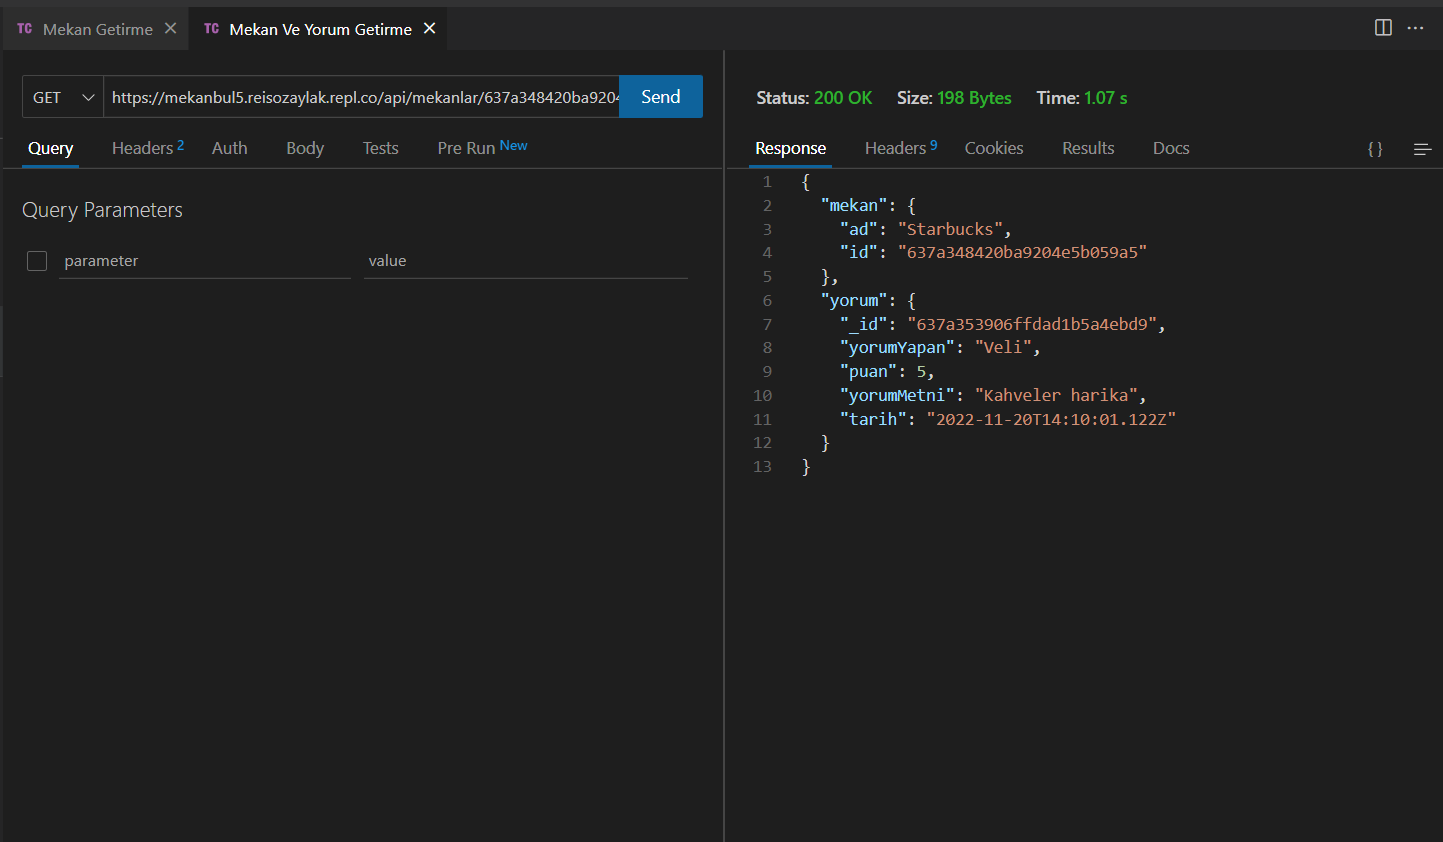 TC Mekan Getirme TC Mekan Ve Yorum Getirme
GET https://mekanbul5.reisozaylak.repl.co/api/mekanlar/637a348420ba9204 Send
Query Headers 2 Auth Body Tests Pre Run New
Query Parameters
parameter value
Status: 200 OK Size: 198 Bytes Time: 1.07 s
Response Headers 9 Cookies Results Docs { }
1 {
2 "mekan": {
3 "ad": "Starbucks",
4 "id": "637a348420ba9204e5b059a5"
5 },
6 "yorum": {
7 "_id": "637a353906ffdad1b5a4ebd9",
8 "yorumYapan": "Veli",
9 "puan": 5,
10 "yorumMetni": "Kahveler harika",
11 "tarih": "2022-11-20T14:10:01.122Z"
12 }
13 }